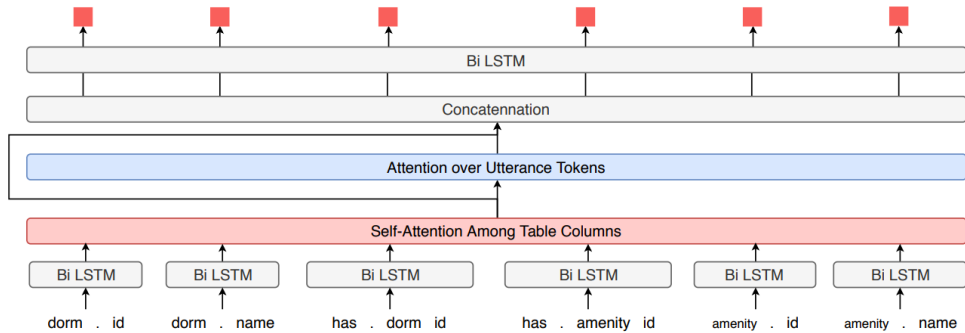 Bi LSTM
Concatennation
Attention over Utterance Tokens
Self-Attention Among Table Columns
Bi LSTM Bi LSTM Bi LSTM Bi LSTM Bi LSTM Bi LSTM
dorm . id dorm . name has . dorm id has . amenity id amenity . id amenity . name